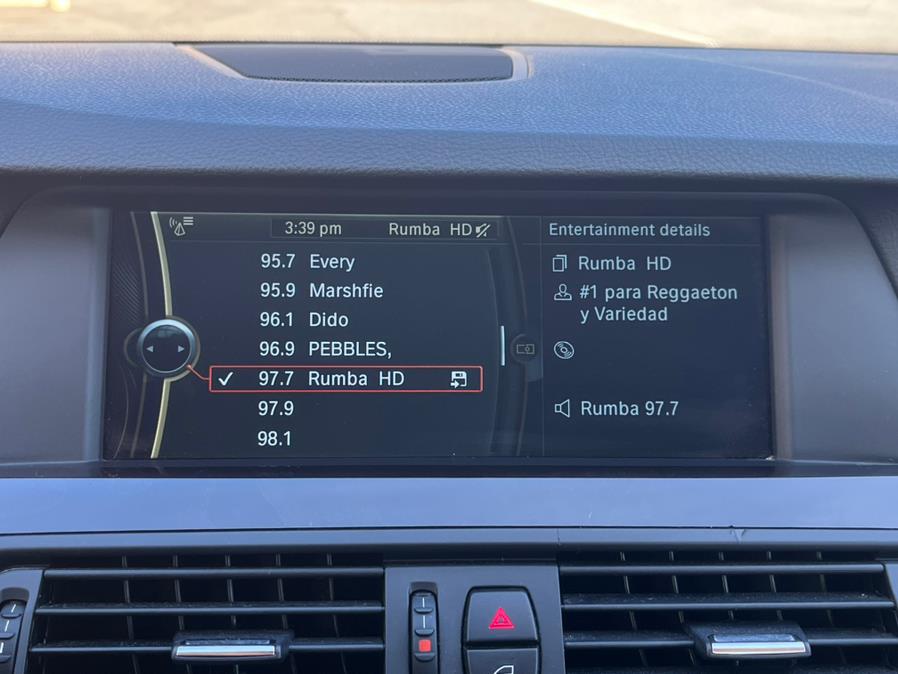 3:39 pm Rumba HD
95.7 Every
95.9 Marshfie
96.1 Dido
96.9 PEBBLES,
97.7 Rumba HD
97.9
98.1
Entertainment details
Rumba HD
#1 para Reggaeton
y Variedad
Rumba 97.7